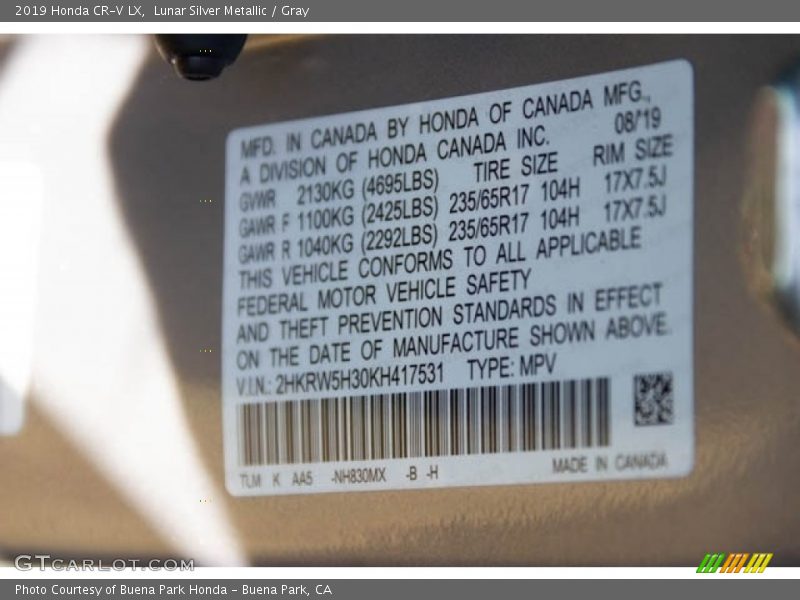 2019 Honda CR-V LX, Lunar Silver Metallic / Gray
MFD. IN CANADA BY HONDA OF CANADA MFG.,
A DIVISION OF HONDA CANADA INC. 08/19
GVWR 2130KG (4695LBS) TIRE SIZE RIM SIZE
GAWR F 1100KG (2425LBS) 235/65R17 104H 17X7.5J
GAWR R 1040KG (2292LBS) 235/65R17 104H 17X7.5J
THIS VEHICLE CONFORMS TO ALL APPLICABLE
FEDERAL MOTOR VEHICLE SAFETY
AND THEFT PREVENTION STANDARDS IN EFFECT
ON THE DATE OF MANUFACTURE SHOWN ABOVE.
V.I.N.: 2HKRW5H30KH417531 TYPE: MPV
TLM K AA5 -NH830MX -B -H MADE IN CANADA
GTCARLOT.COM
Photo Courtesy of Buena Park Honda - Buena Park, CA